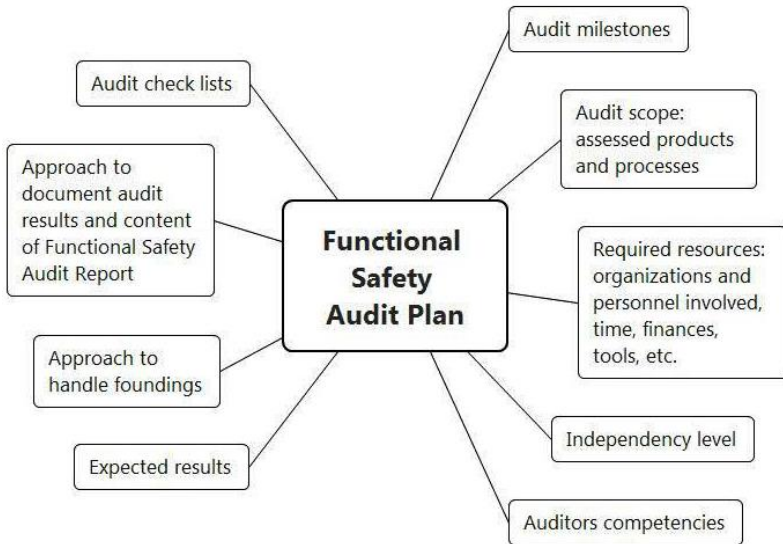 Audit milestones
Audit check lists
Audit scope:
assessed products
and processes
Approach to
document audit
results and content
of Functional Safety
Audit Report
Functional
Safety
Audit Plan
Required resources:
organizations and
personnel involved,
time, finances,
tools, etc.
Approach to
handle foundings
Independency level
Expected results
Auditors competencies